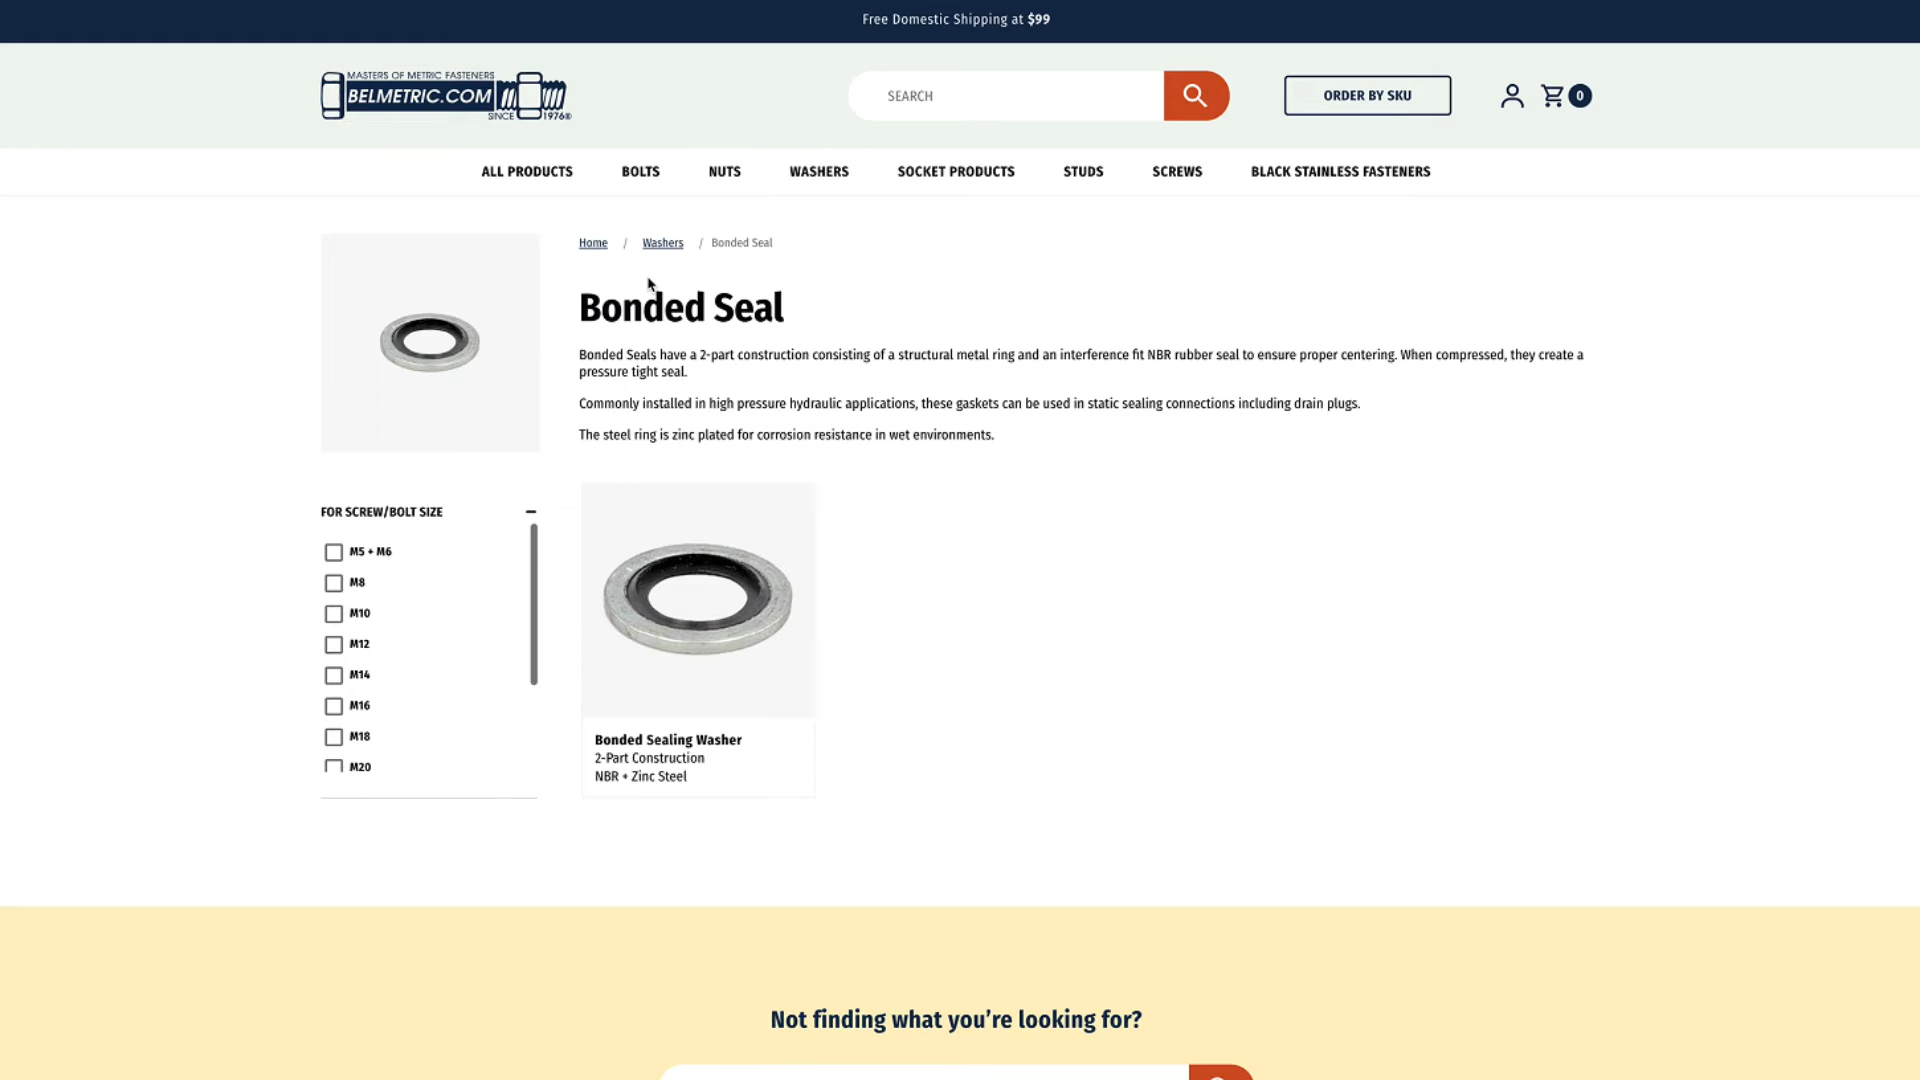 Free Domestic Shipping at $99
MASTERS OF METRIC FASTENERS
BELMETRIC.COM
SINCE 1976®
SEARCH
ORDER BY SKU
0
ALL PRODUCTS
BOLTS
NUTS
WASHERS
SOCKET PRODUCTS
STUDS
SCREWS
BLACK STAINLESS FASTENERS
Home / Washers / Bonded Seal
Bonded Seal
Bonded Seals have a 2-part construction consisting of a structural metal ring and an interference fit NBR rubber seal to ensure proper centering. When compressed, they create a
pressure tight seal.
Commonly installed in high pressure hydraulic applications, these gaskets can be used in static sealing connections including drain plugs.
The steel ring is zinc plated for corrosion resistance in wet environments.
FOR SCREW/BOLT SIZE
M5 + M6
M8
M10
M12
M14
M16
M18
M20
Bonded Sealing Washer
2-Part Construction
NBR + Zinc Steel
Not finding what you’re looking for?